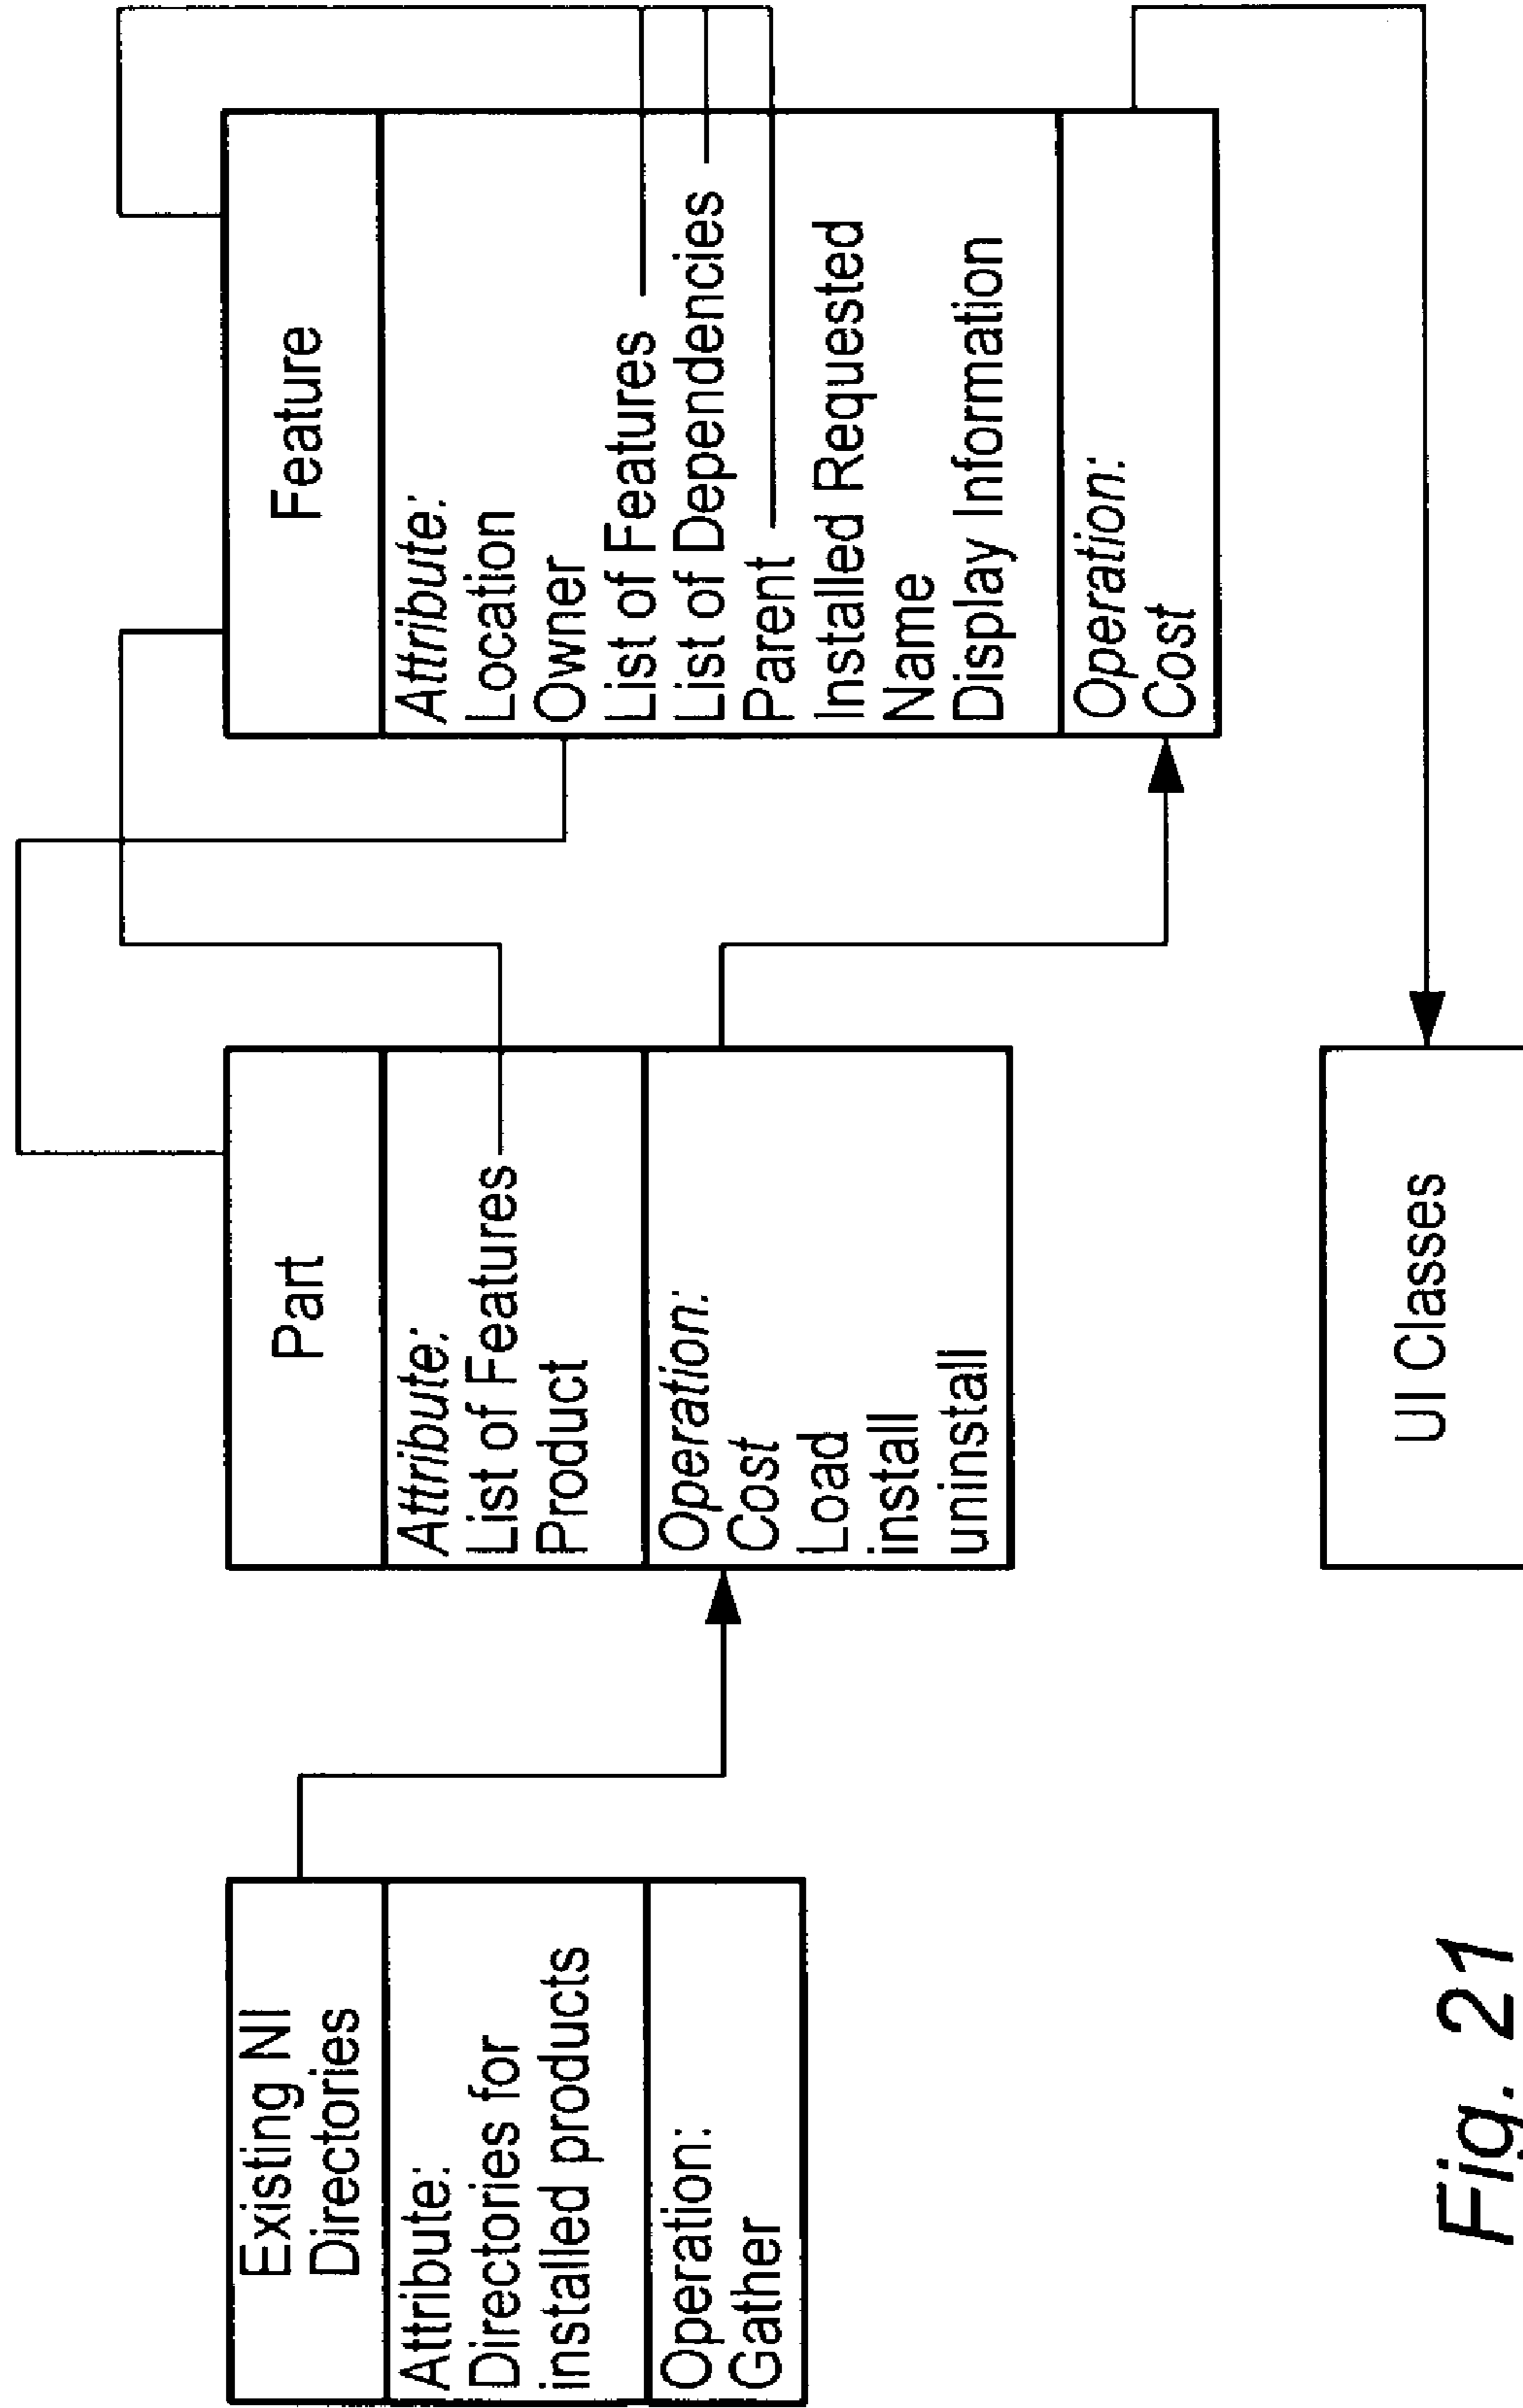 Existing NI
Directories
Attribute:
Directories for
installed products
Operation:
Gather
Part
Attribute:
List of Features
Product
Operation:
Cost
Load
install
uninstall
Feature
Attribute:
Location
Owner
List of Features
List of Dependencies
Parent
Installed Requested
Name
Display Information
Operation:
Cost
UI Classes
Fig. 21